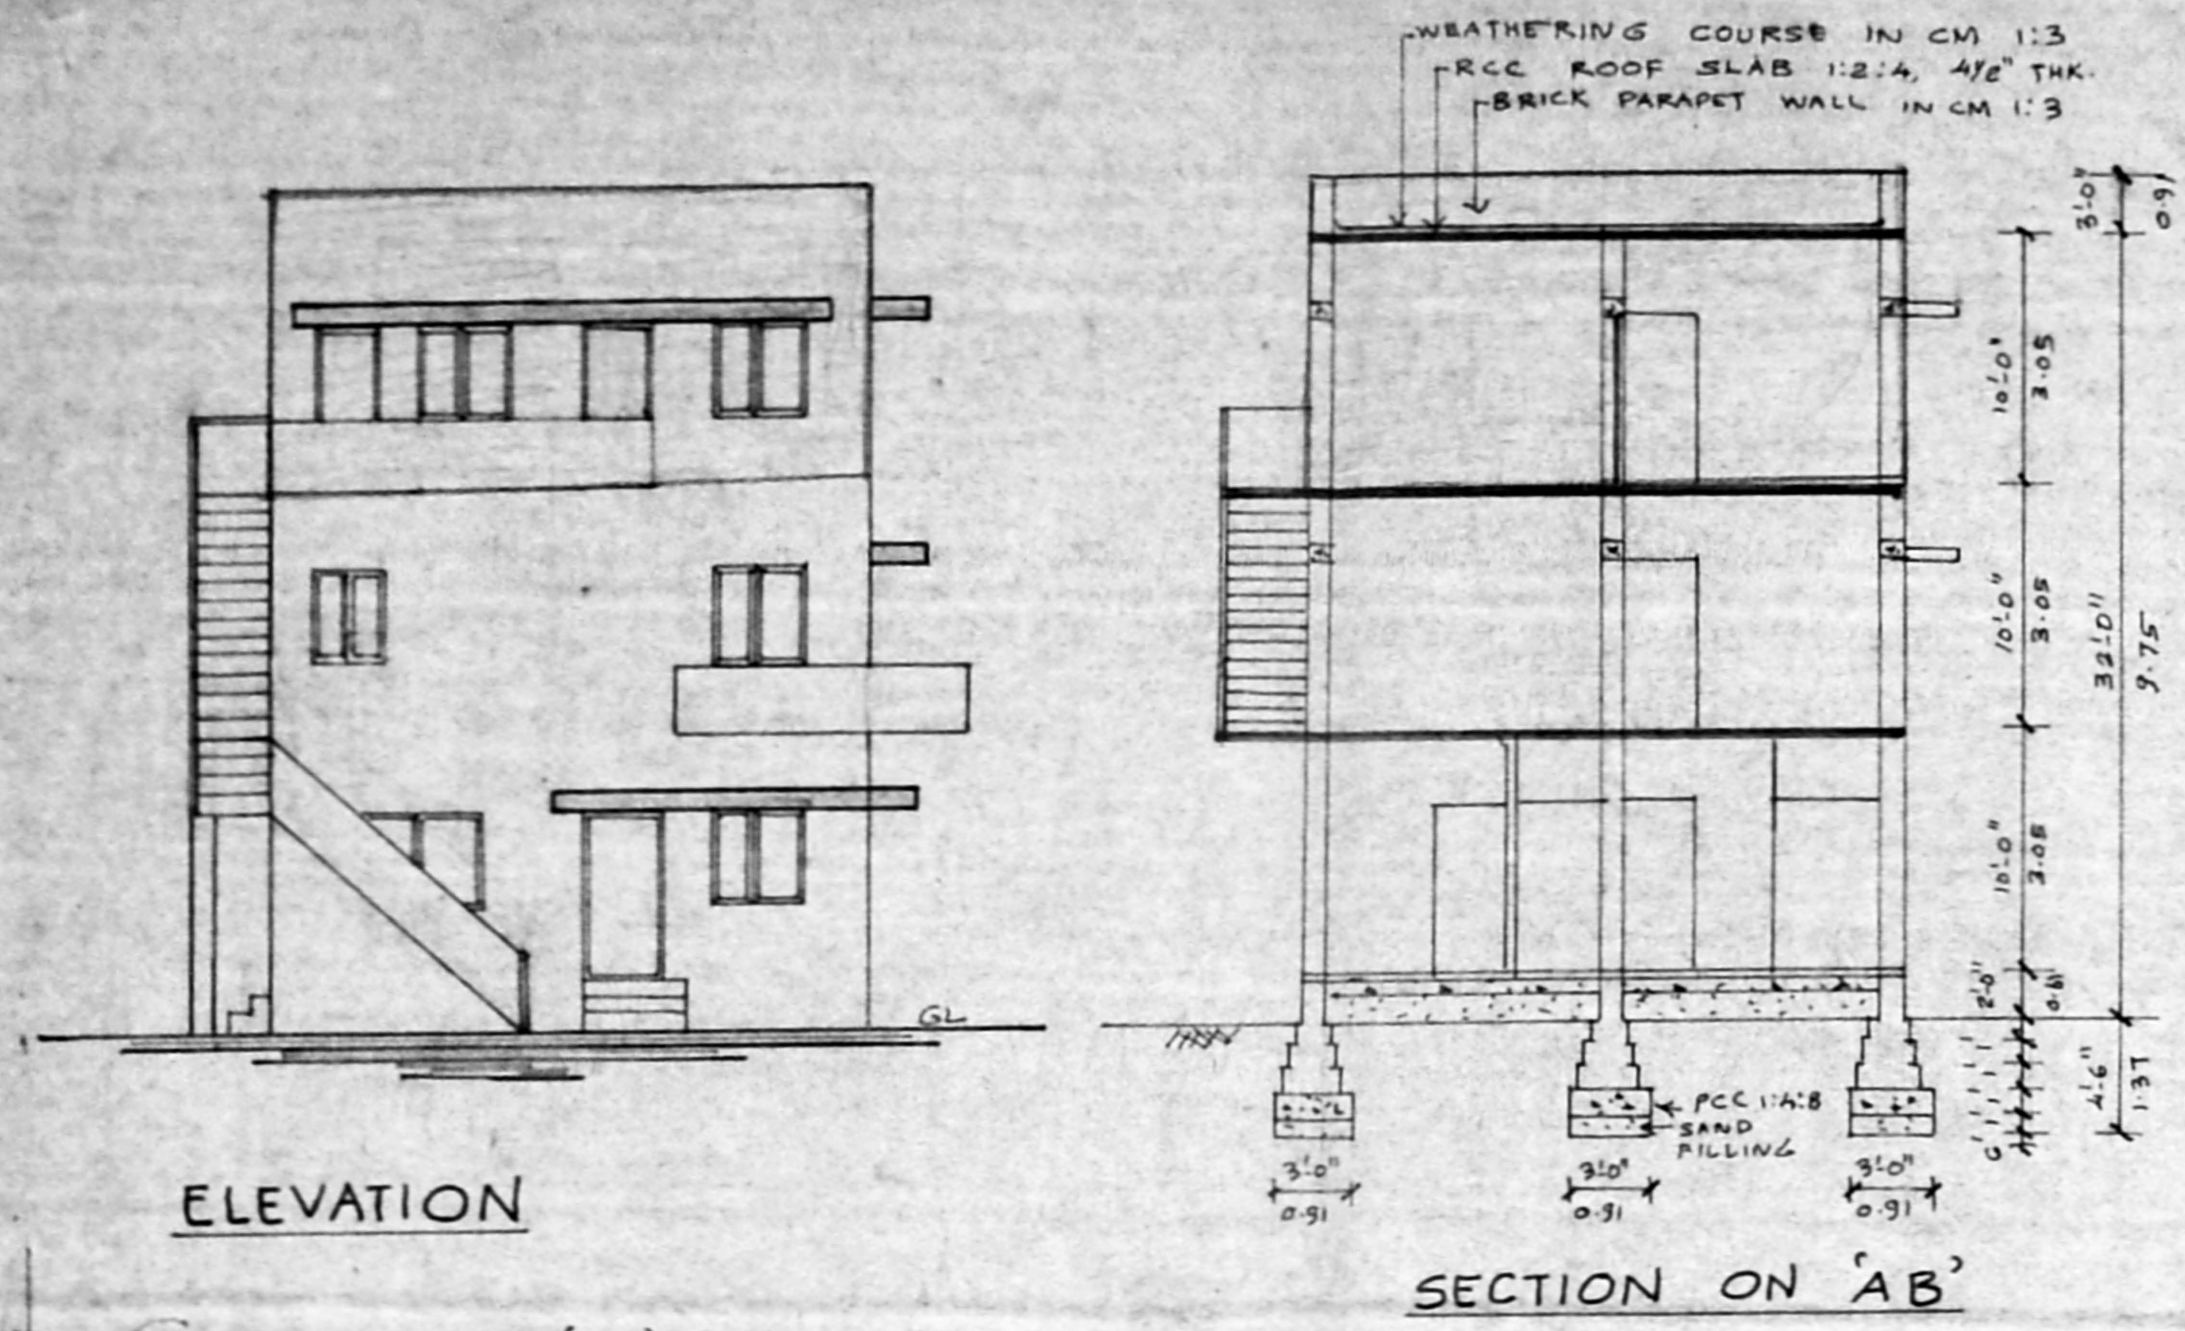 WEATHERING COURSE IN CM 1:3
RCC ROOF SLAB 1:2:4, 4½" THK.
BRICK PARAPET WALL IN CM 1:3
3'-0"
0.91
10'-0"
3.05
10'-0"
3.05
32'-0"
9.75
10'-0"
3.05
2'-0"
0.61
4'-6"
1.37
GL
PCC 1:4:8
SAND
FILLING
3'-0"
0.91
3'-0"
0.91
3'-0"
0.91
ELEVATION
SECTION ON 'AB'